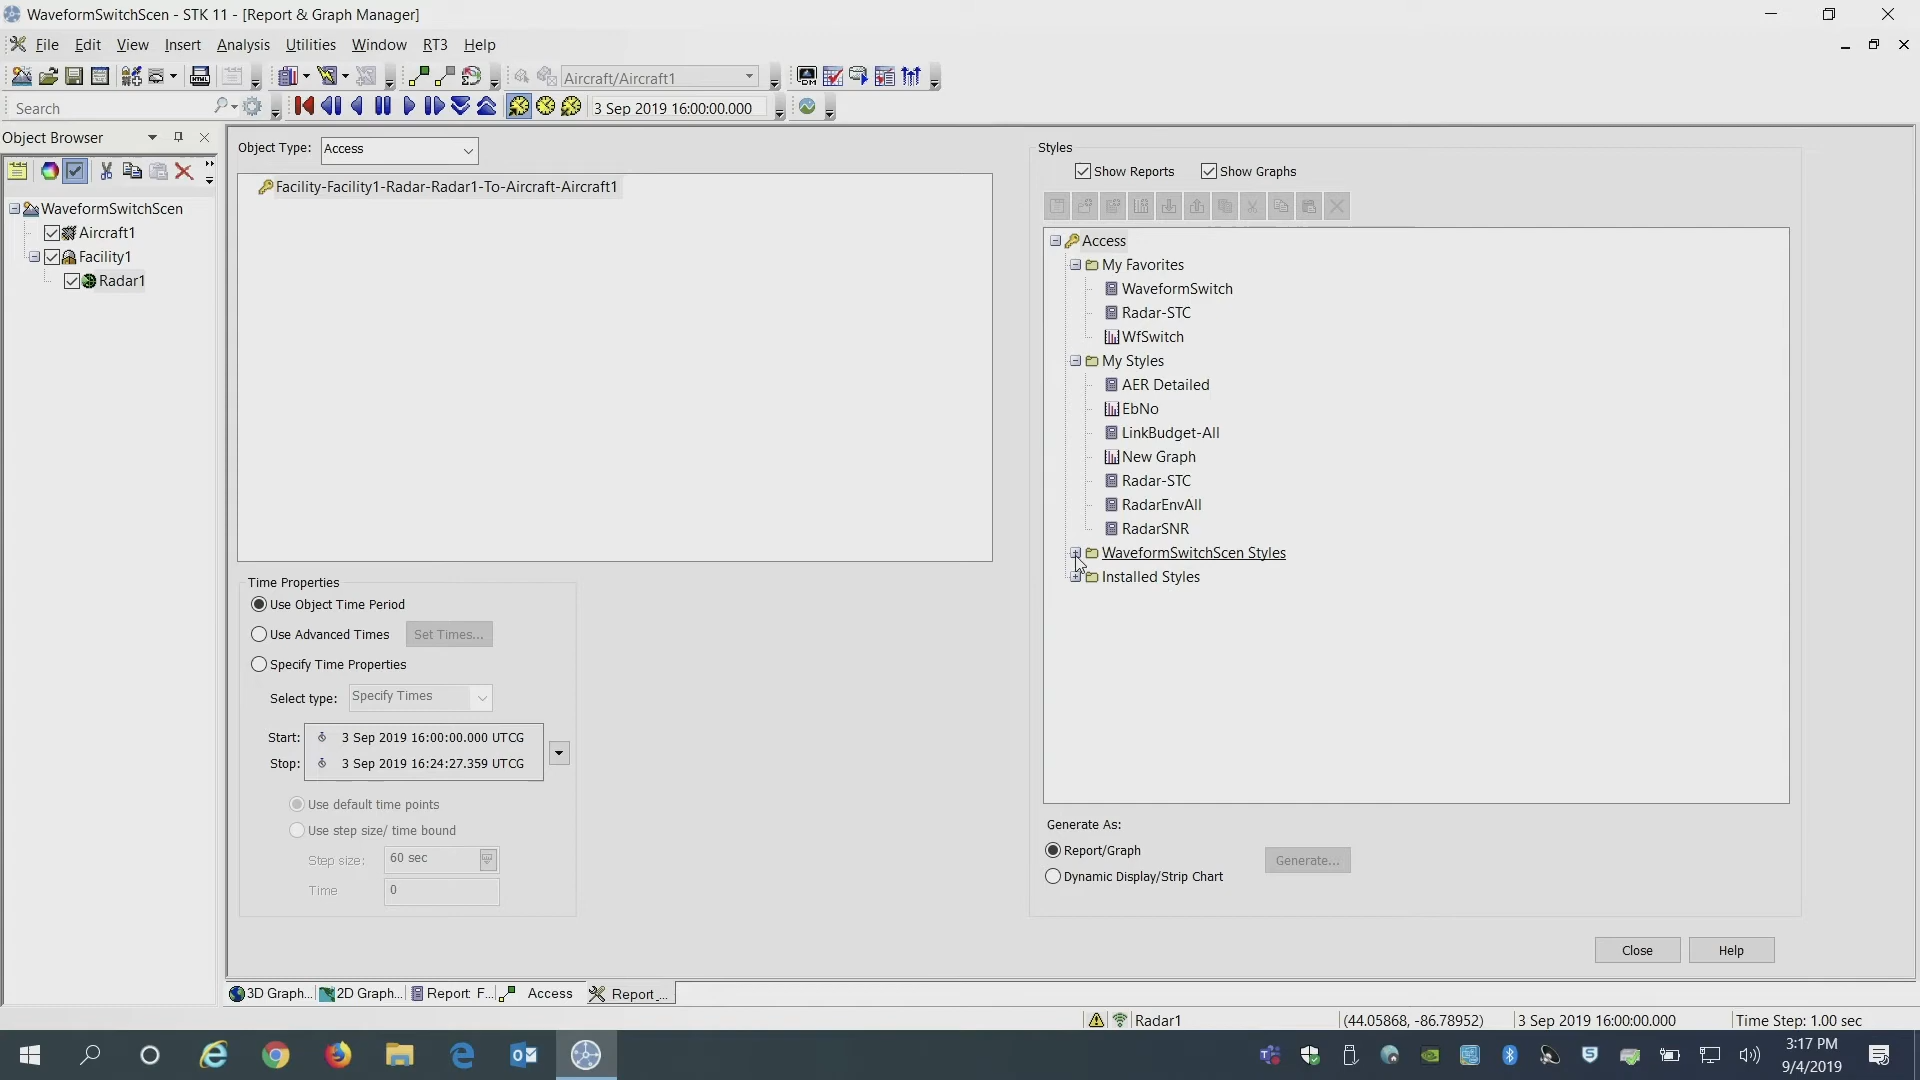 WaveformSwitchScen - STK 11 - [Report & Graph Manager]
File Edit View Insert Analysis Utilities Window RT3 Help
Aircraft/Aircraft1
Search
3 Sep 2019 16:00:00.000
Object Browser
WaveformSwitchScen
Aircraft1
Facility1
Radar1
Object Type: Access
Facility-Facility1-Radar-Radar1-To-Aircraft-Aircraft1
Time Properties
Use Object Time Period
Use Advanced Times Set Times...
Specify Time Properties
Select type: Specify Times
Start: 3 Sep 2019 16:00:00.000 UTCG
Stop: 3 Sep 2019 16:24:27.359 UTCG
Use default time points
Use step size/ time bound
Step size: 60 sec
Time 0
Styles
Show Reports Show Graphs
Access
My Favorites
WaveformSwitch
Radar-STC
WfSwitch
My Styles
AER Detailed
EbNo
LinkBudget-All
New Graph
Radar-STC
RadarEnvAll
RadarSNR
WaveformSwitchScen Styles
Installed Styles
Generate As:
Report/Graph
Dynamic Display/Strip Chart
Generate...
Close Help
3D Graph... 2D Graph... Report: F... Access Report_...
Radar1 (44.05868, -86.78952) 3 Sep 2019 16:00:00.000 Time Step: 1.00 sec
3:17 PM
9/4/2019